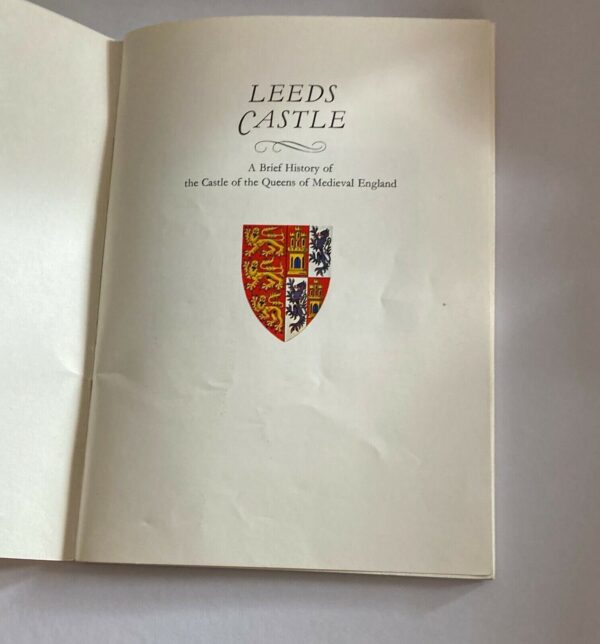 LEEDS
CASTLE
A Brief History of
the Castle of the Queens of Medieval England